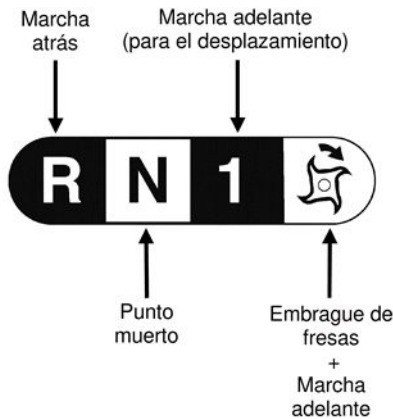 Marcha
atrás
Marcha adelante
(para el desplazamiento)
R N 1
Punto
muerto
Embrague de
fresas
+
Marcha
adelante